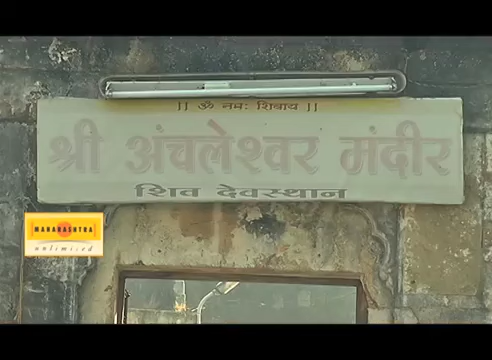 || ॐ नमः शिवाय ||
श्री अंचलेश्वर मंदीर
शिव देवस्थान
MAHARASHTRA
unlimited